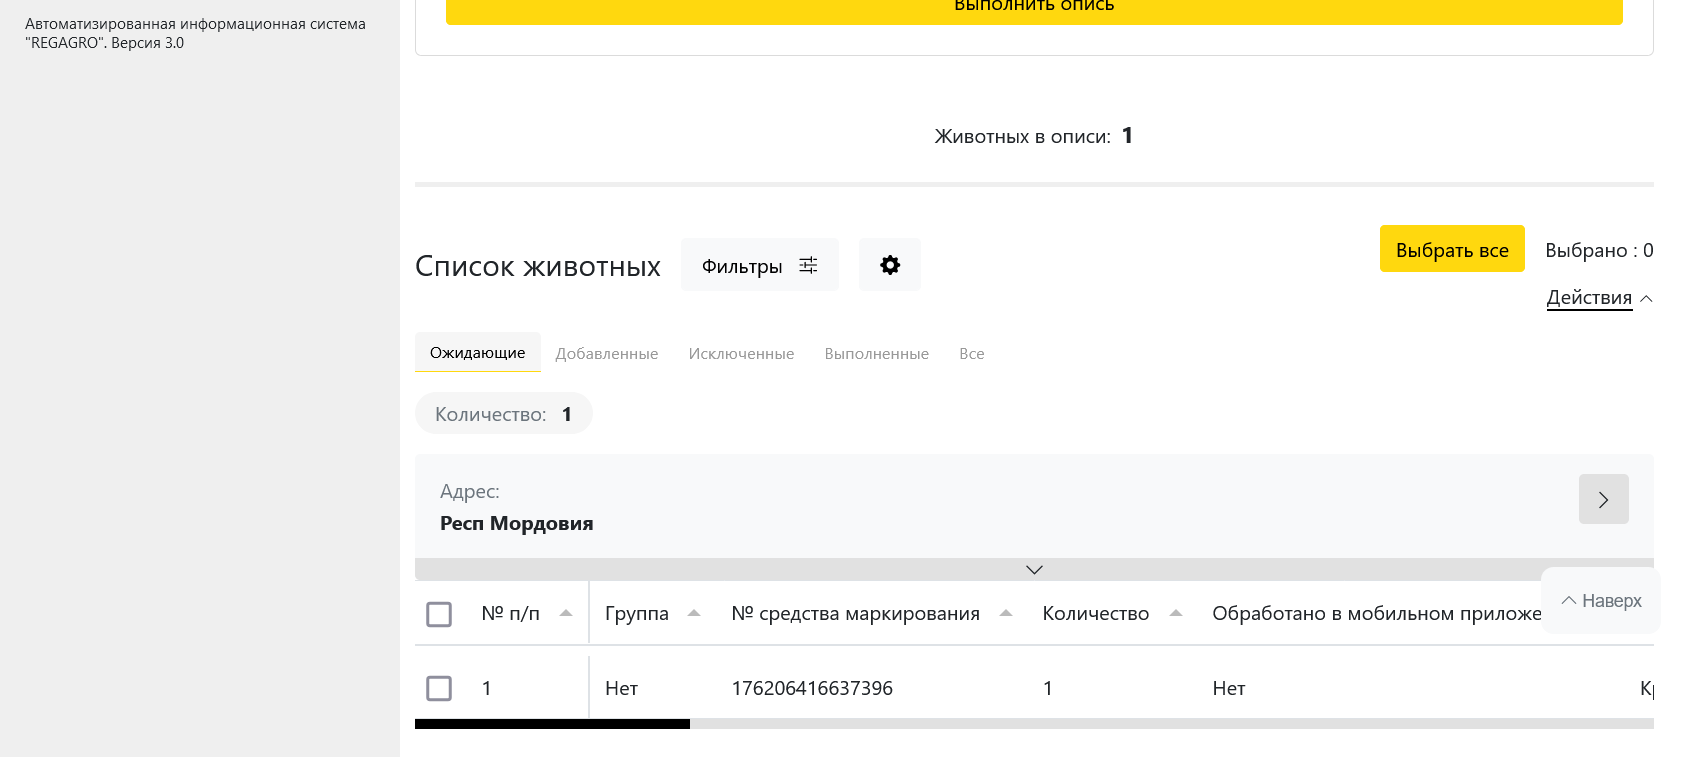 Автоматизированная информационная система
"REGAGRO". Версия 3.0
Выполнить опись
Животных в описи: 1
Список животных
Фильтры
Выбрать все
Выбрано : 0
Действия
Ожидающие
Добавленные
Исключенные
Выполненные
Все
Количество: 1
Адрес:
Респ Мордовия
№ п/п
Группа
№ средства маркирования
Количество
Обработано в мобильном приложе
Наверх
1
Нет
176206416637396
1
Нет